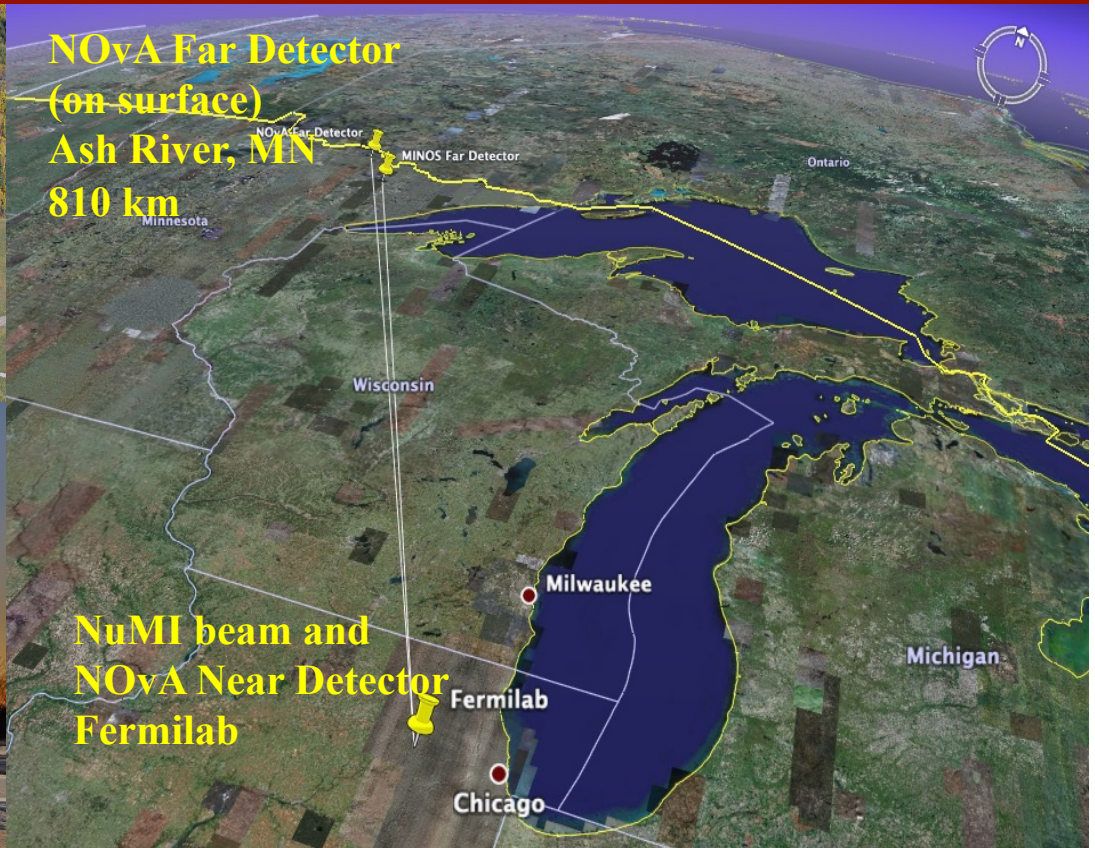 NOvA Far Detector
(on surface)
Ash River, MN
810 km
NOvA Far Detector
MINOS Far Detector
Ontario
Minnesota
Wisconsin
Milwaukee
NuMI beam and
NOvA Near Detector
Fermilab
Fermilab
Michigan
Chicago
N